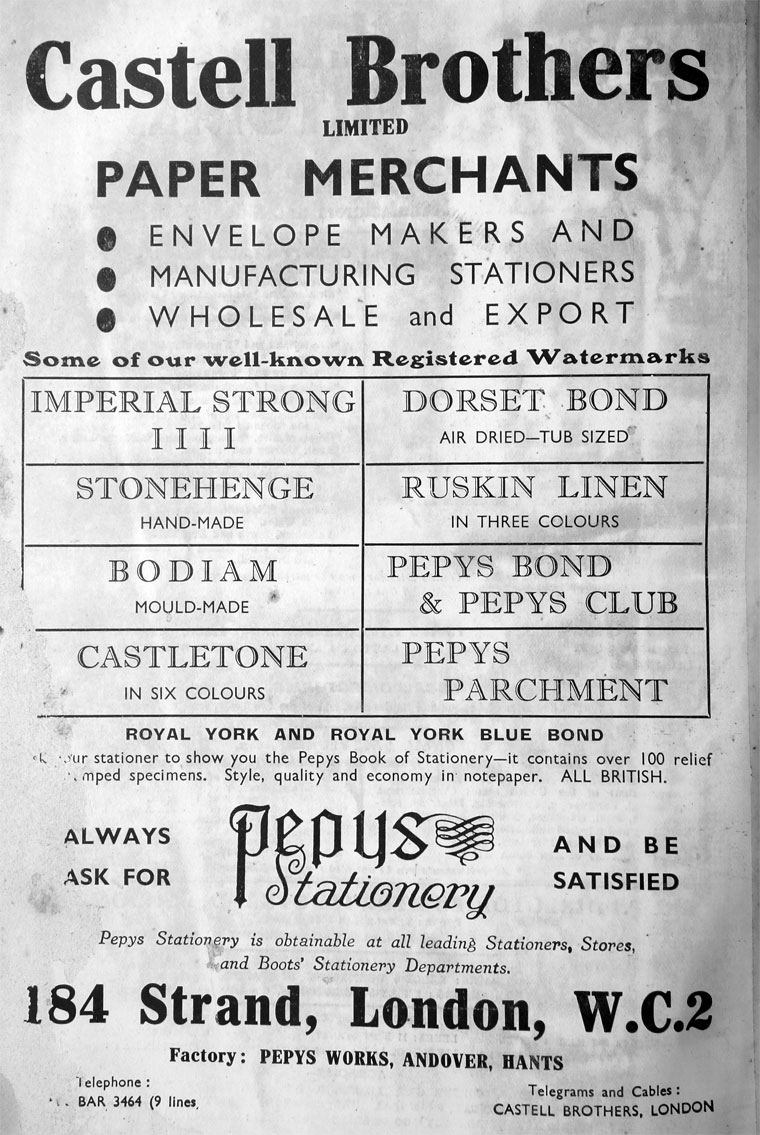 Castell Brothers
LIMITED
PAPER MERCHANTS
ENVELOPE MAKERS AND
MANUFACTURING STATIONERS
WHOLESALE and EXPORT
Some of our well-known Registered Watermarks
IMPERIAL STRONG
I I I I
DORSET BOND
AIR DRIED—TUB SIZED
STONEHENGE
HAND-MADE
RUSKIN LINEN
IN THREE COLOURS
BODIAM
MOULD-MADE
PEPYS BOND
& PEPYS CLUB
CASTLETONE
IN SIX COLOURS
PEPYS
PARCHMENT
ROYAL YORK AND ROYAL YORK BLUE BOND
stationer to show you the Pepys Book of Stationery—it contains over 100 relief
specimens. Style, quality and economy in notepaper. ALL BRITISH.
ALWAYS
ASK FOR
Pepys
Stationery
AND BE
SATISFIED
Pepys Stationery is obtainable at all leading Stationers, Stores,
and Boots' Stationery Departments.
184 Strand, London, W.C.2
Factory: PEPYS WORKS, ANDOVER, HANTS
Telephone:
BAR 3464 (9 lines
Telegrams and Cables:
CASTELL BROTHERS, LONDON